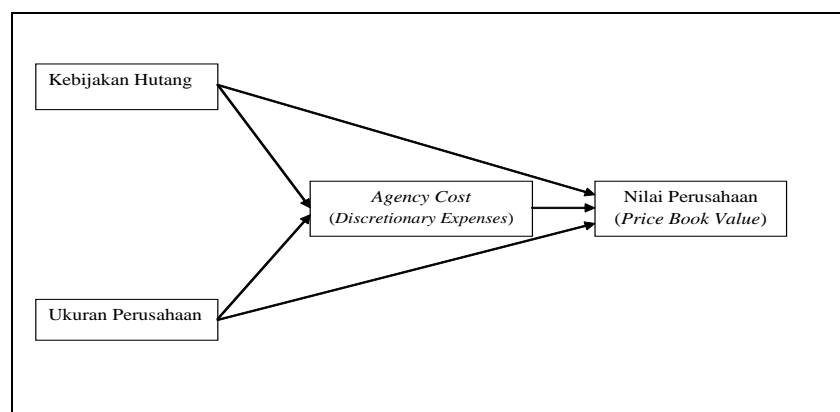 Kebijakan Hutang
Agency Cost
(Discretionary Expenses)
Nilai Perusahaan
(Price Book Value)
Ukuran Perusahaan